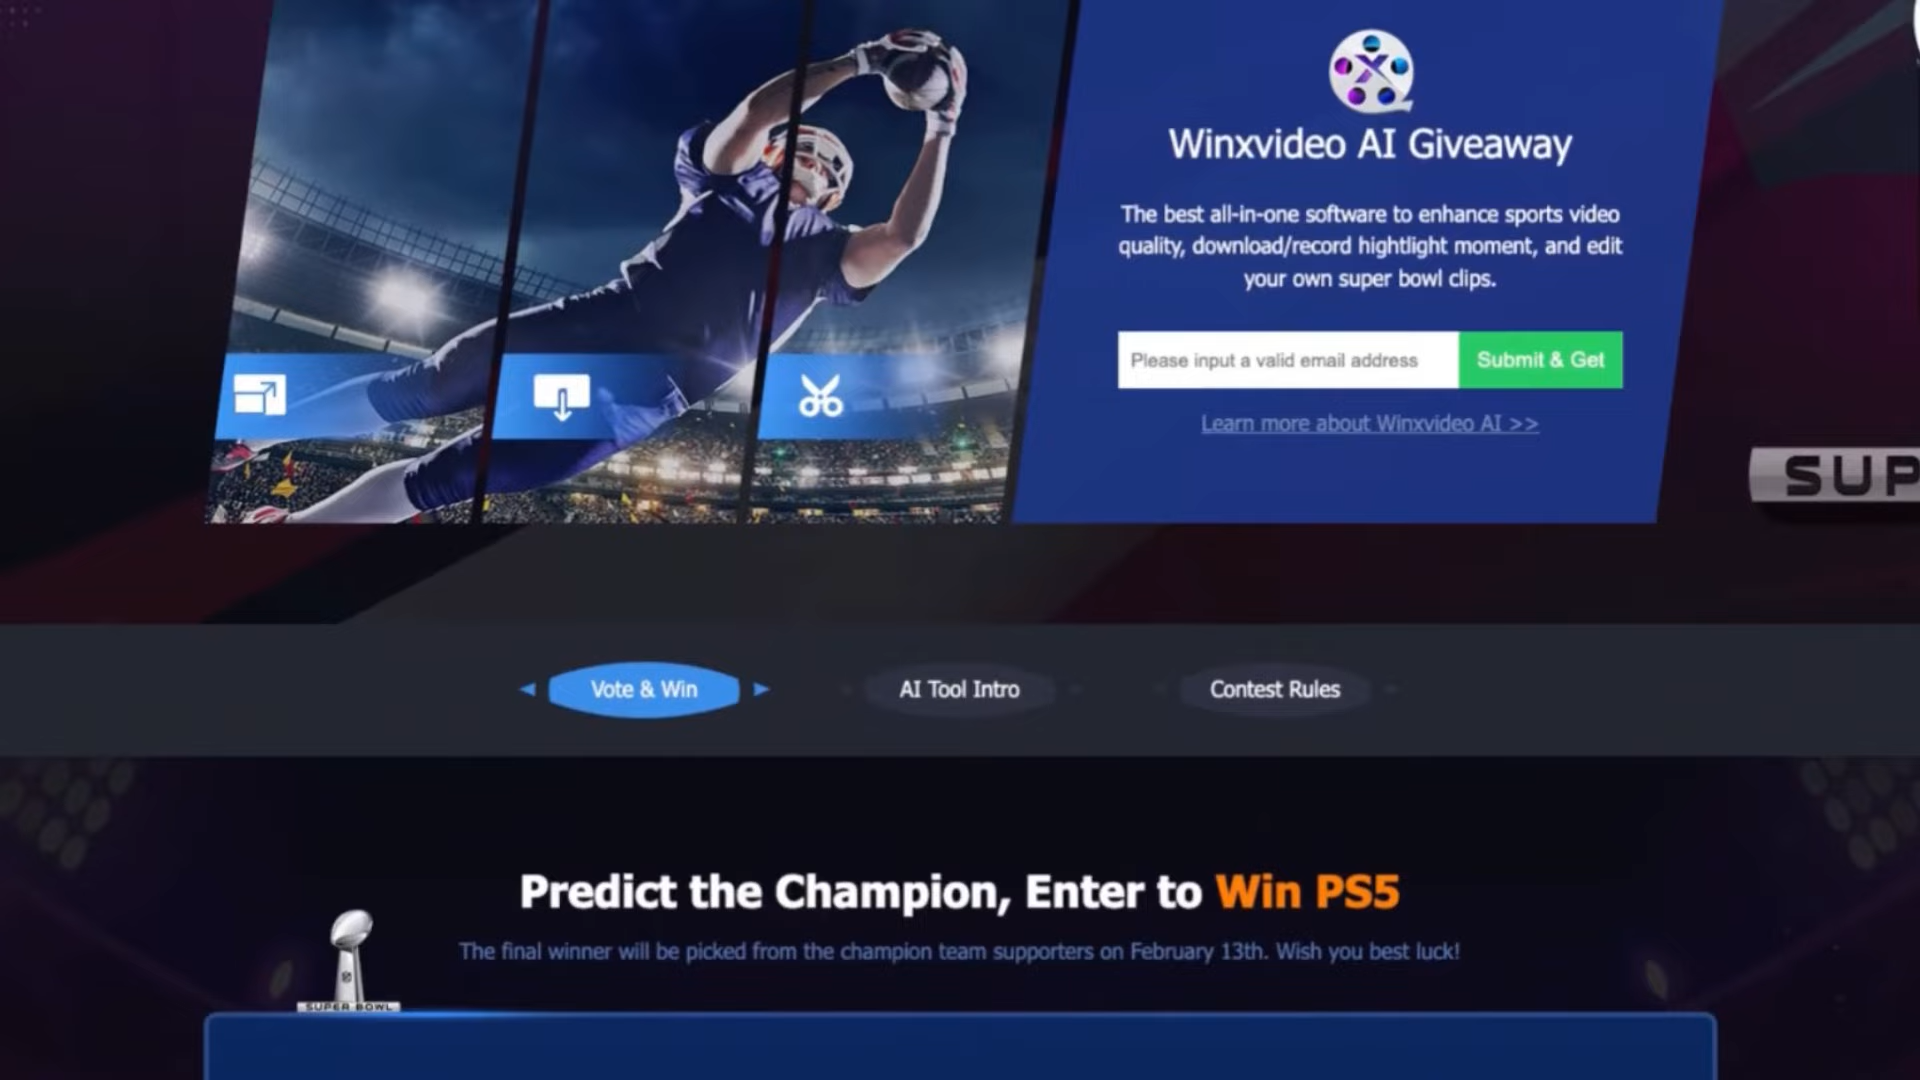 Winxvideo AI Giveaway
The best all-in-one software to enhance sports video
quality, download/record hightlight moment, and edit
your own super bowl clips.
Please input a valid email address
Submit & Get
Learn more about Winxvideo AI >>
SUP
Vote & Win
AI Tool Intro
Contest Rules
Predict the Champion, Enter to Win PS5
The final winner will be picked from the champion team supporters on February 13th. Wish you best luck!
SUPER BOWL